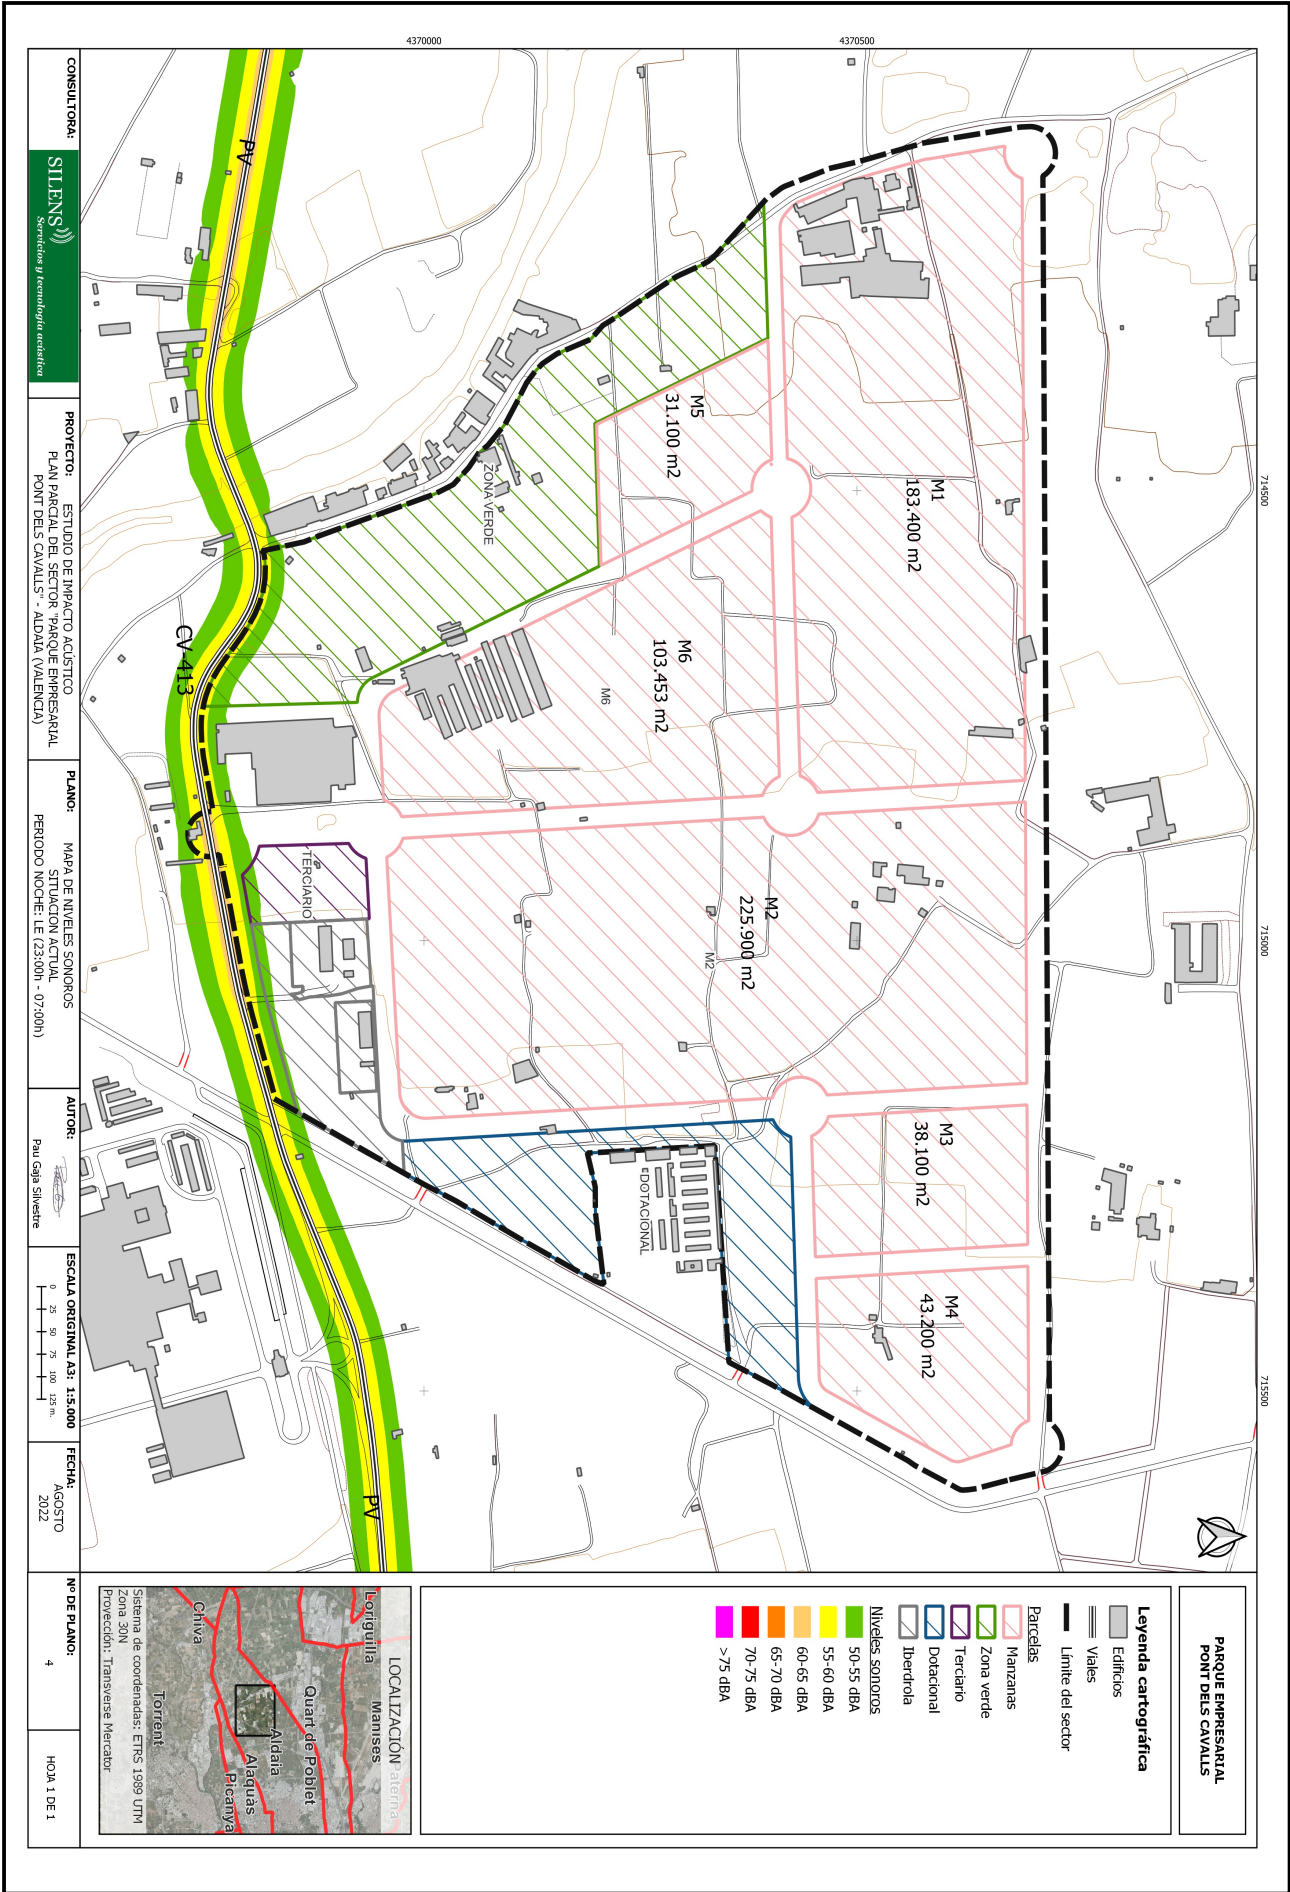 4370000
4370500
714500
715000
715500
PV
CV-413
PV
M5
31.100 m2
M1
183.400 m2
ZONA VERDE
M6
103.453 m2
M6
M2
225.900 m2
M2
TERCIARIO
DOTACIONAL
M3
38.100 m2
M4
43.200 m2
PARQUE EMPRESARIAL
PONT DELS CAVALLS
Leyenda cartográfica
Edificios
Viales
Límite del sector
Parcelas
Manzanas
Zona verde
Terciario
Dotacional
Iberdrola
Niveles sonoros
50-55 dBA
55-60 dBA
60-65 dBA
65-70 dBA
70-75 dBA
>75 dBA
LOCALIZACIÓN
Paterna
Loriguilla
Manises
Quart de Poblet
Chiva
Aldaia
Alaquàs
Picanya
Torrent
Sistema de coordenadas: ETRS 1989 UTM
Zona 30N
Proyección: Transverse Mercator
CONSULTORA:
SILENS
Servicios y tecnología acústica
PROYECTO: ESTUDIO DE IMPACTO ACÚSTICO
PLAN PARCIAL DEL SECTOR "PARQUE EMPRESARIAL
PONT DELS CAVALLS" - ALDAIA (VALENCIA)
PLANO: MAPA DE NIVELES SONOROS
SITUACIÓN ACTUAL
PERIODO NOCHE: LE (23:00h - 07:00h)
AUTOR:
Pau Gaja Silvestre
ESCALA ORIGINAL A3: 1:5.000
0 25 50 75 100 125 m.
FECHA:
AGOSTO
2022
Nº DE PLANO:
4
HOJA 1 DE 1